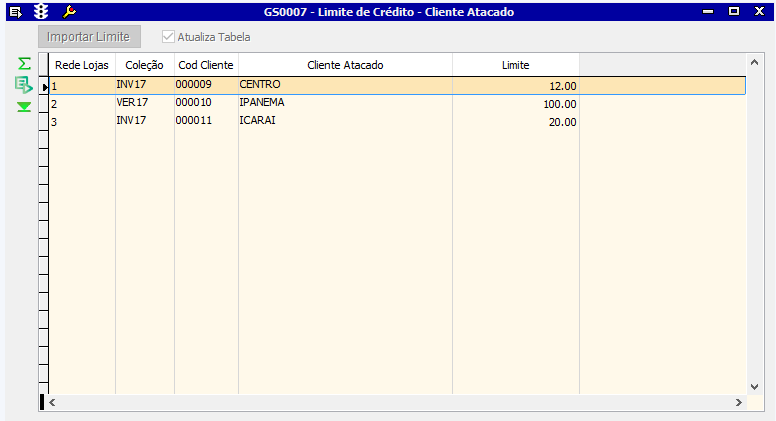 GS0007 - Limite de Crédito - Cliente Atacado
Importar Limite Atualiza Tabela
Rede Lojas Coleção Cod Cliente Cliente Atacado Limite
1 INV17 000009 CENTRO 12.00
2 VER17 000010 IPANEMA 100.00
3 INV17 000011 ICARAI 20.00